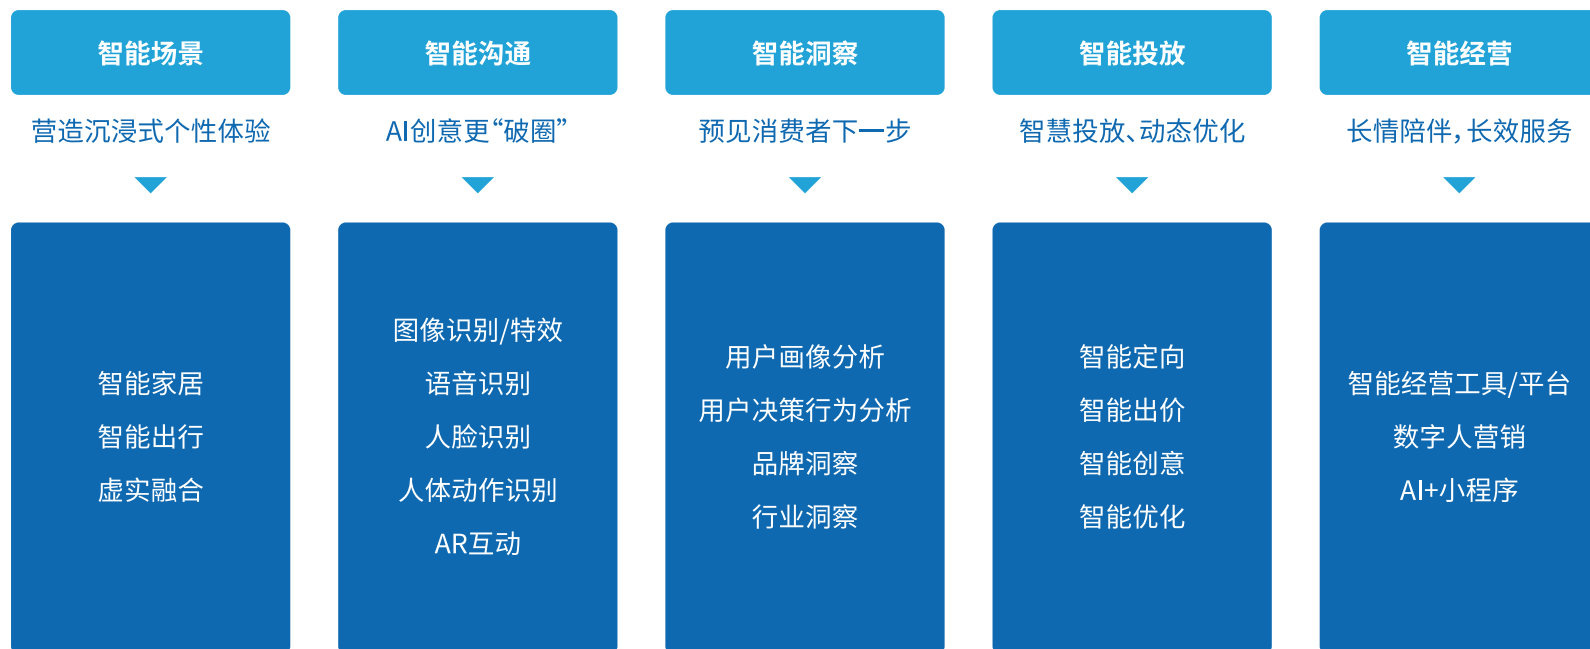 智能场景
营造沉浸式个性体验
智能家居
智能出行
虚实融合
智能沟通
AI创意更“破圈”
图像识别/特效
语音识别
人脸识别
人体动作识别
AR互动
智能洞察
预见消费者下一步
用户画像分析
用户决策行为分析
品牌洞察
行业洞察
智能投放
智慧投放、动态优化
智能定向
智能出价
智能创意
智能优化
智能经营
长情陪伴，长效服务
智能经营工具/平台
数字人营销
AI+小程序